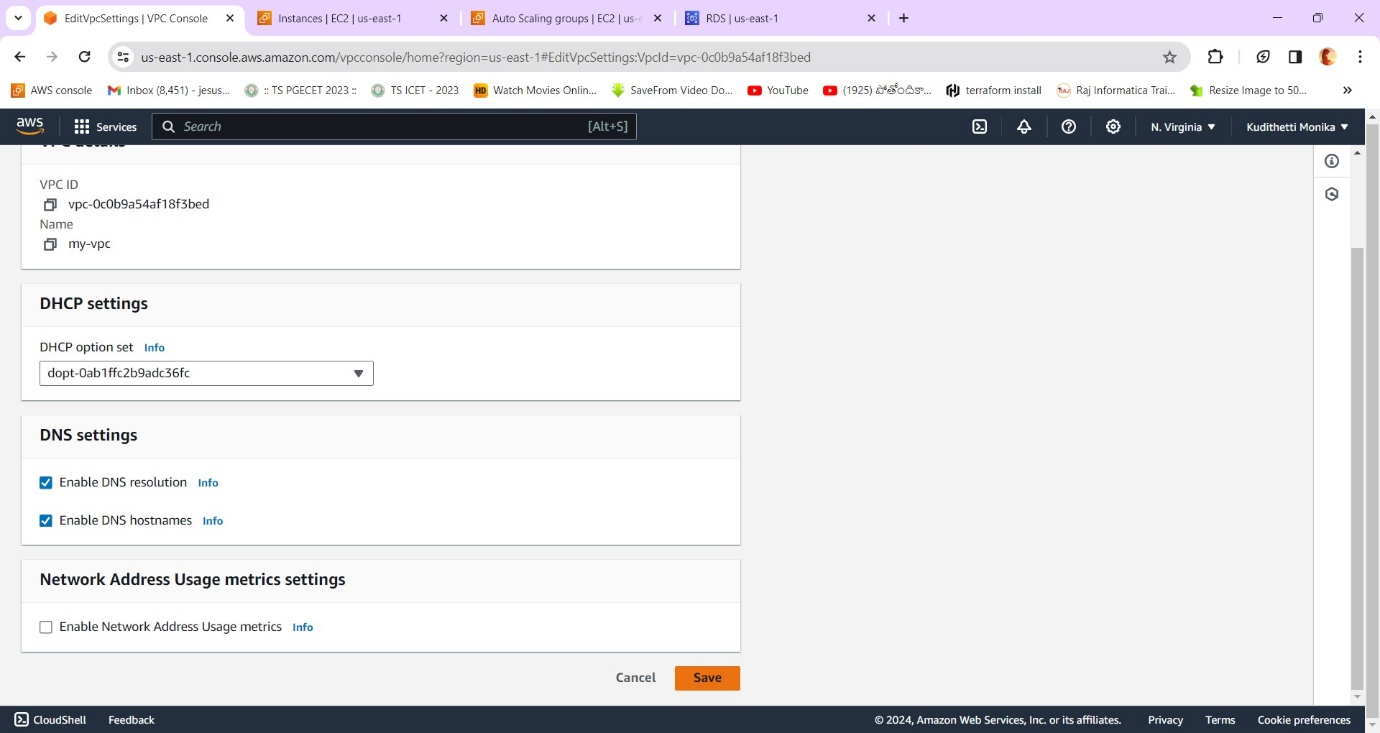 EditVpcSettings | VPC Console
Instances | EC2 | us-east-1
Auto Scaling groups | EC2 | us-e
RDS | us-east-1
us-east-1.console.aws.amazon.com/vpcconsole/home?region=us-east-1#EditVpcSettings:VpcId=vpc-0c0b9a54af18f3bed
AWS console
Inbox (8,451) - jesus...
:: TS PGECET 2023 ::
TS ICET - 2023
HD Watch Movies Onlin...
SaveFrom Video Do...
YouTube
(1925) పోతోందికా...
terraform install
Raj Informatica Trai...
Resize Image to 50...
aws
Services
Search [Alt+S]
N. Virginia
Kudithetti Monika
VPC details
VPC ID
vpc-0c0b9a54af18f3bed
Name
my-vpc
DHCP settings
DHCP option set Info
dopt-0ab1ffc2b9adc36fc
DNS settings
Enable DNS resolution Info
Enable DNS hostnames Info
Network Address Usage metrics settings
Enable Network Address Usage metrics Info
Cancel Save
CloudShell Feedback
© 2024, Amazon Web Services, Inc. or its affiliates. Privacy Terms Cookie preferences